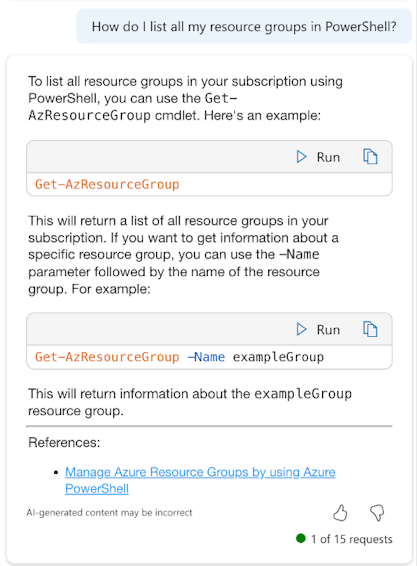 How do I list all my resource groups in PowerShell?
To list all resource groups in your subscription using
PowerShell, you can use the Get-
AzResourceGroup cmdlet. Here's an example:
Run
Get-AzResourceGroup
This will return a list of all resource groups in your
subscription. If you want to get information about a
specific resource group, you can use the -Name
parameter followed by the name of the resource
group. For example:
Run
Get-AzResourceGroup -Name exampleGroup
This will return information about the exampleGroup
resource group.
References:
• Manage Azure Resource Groups by using Azure
PowerShell
AI-generated content may be incorrect
1 of 15 requests